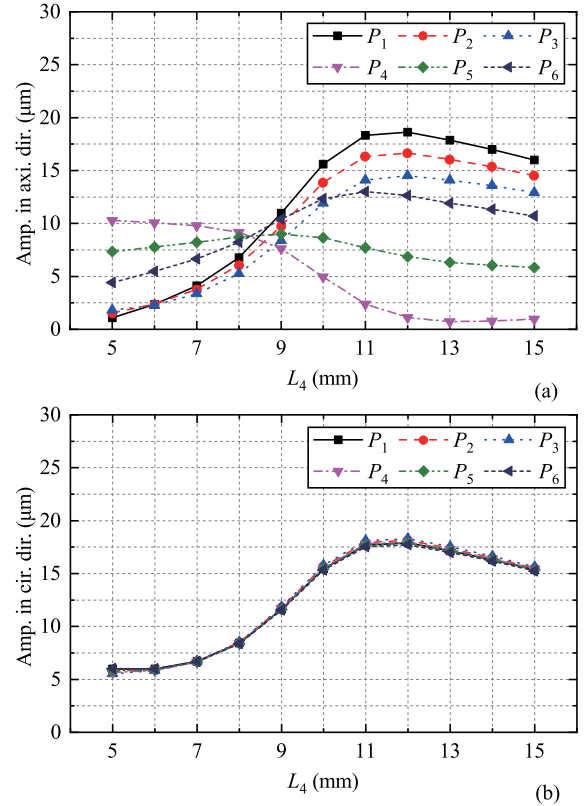 30
25
20
15
10
5
0
Amp. in axi. dir. (μm)
P₁ P₂ P₃
P₄ P₅ P₆
5 7 9 11 13 15
L₄ (mm)
(a)
30
25
20
15
10
5
0
Amp. in cir. dir. (μm)
P₁ P₂ P₃
P₄ P₅ P₆
5 7 9 11 13 15
L₄ (mm)
(b)